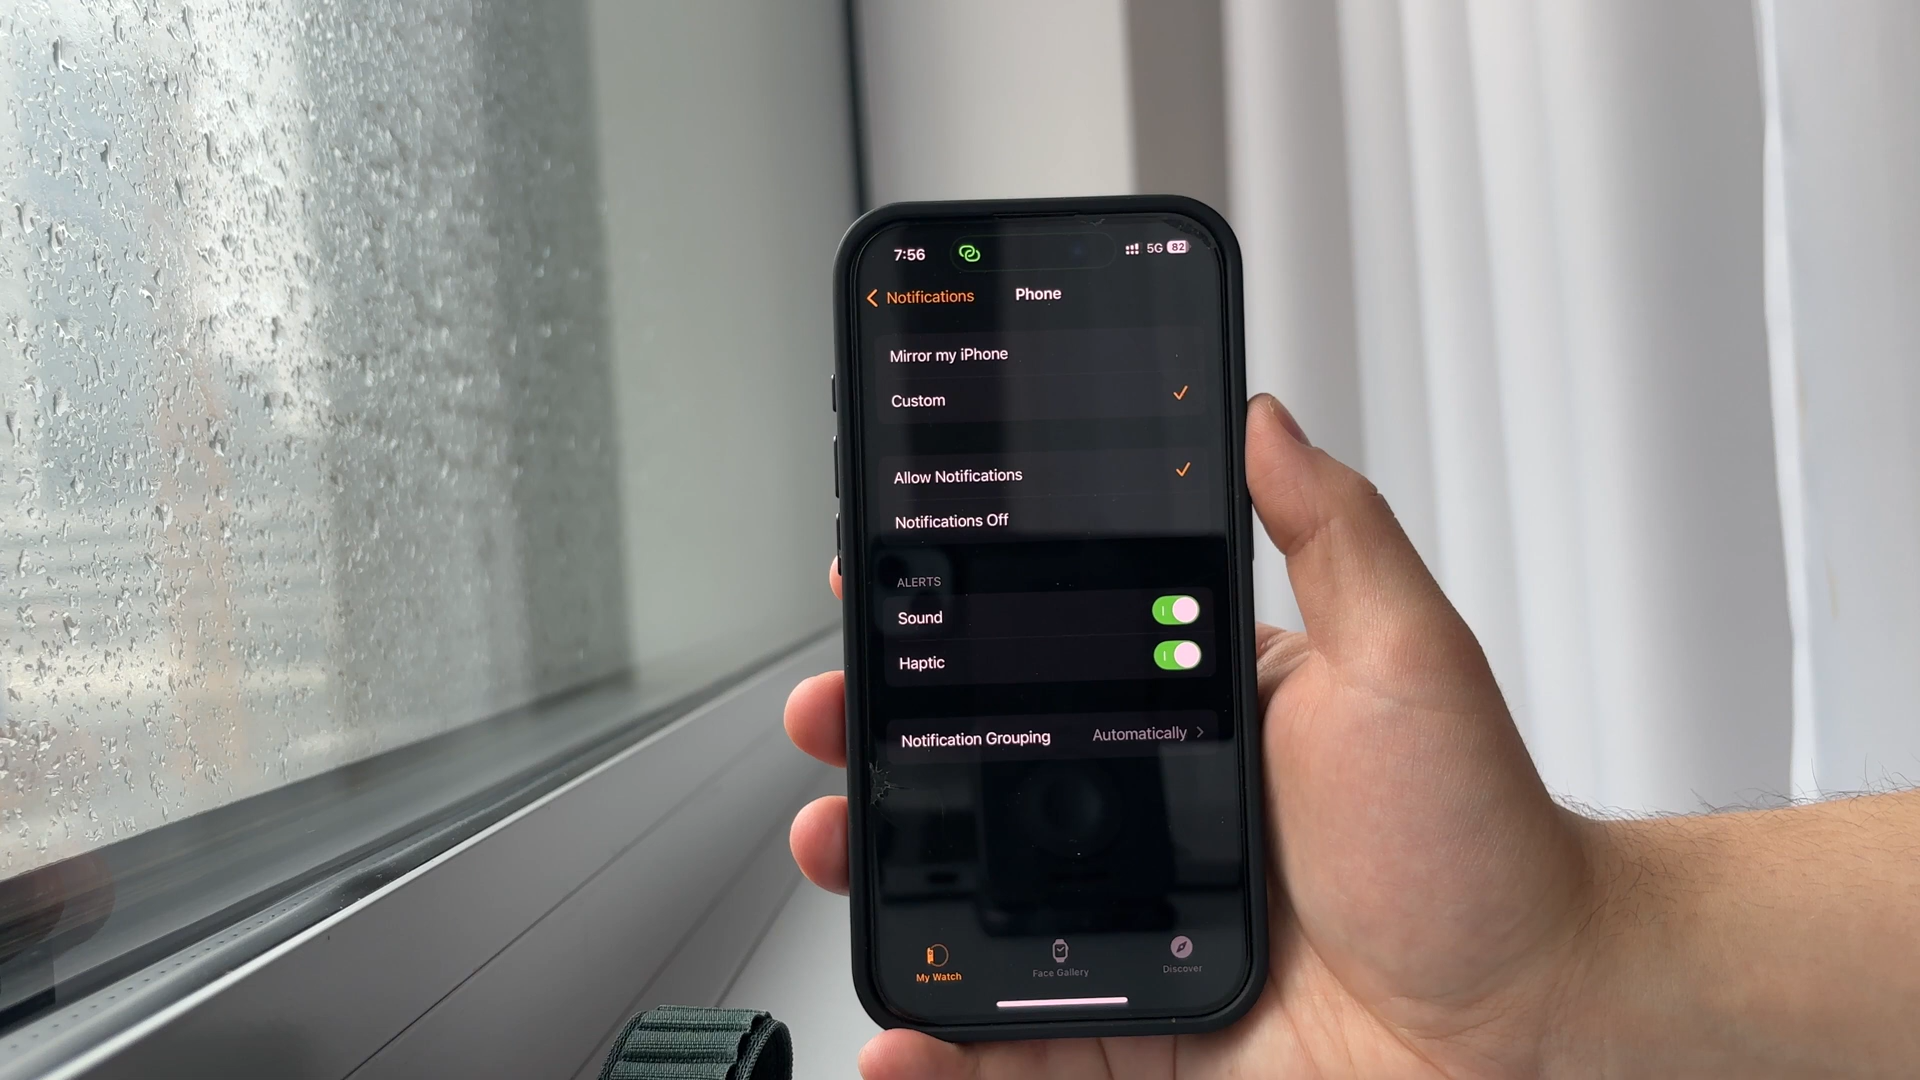 7:56 5G 82
Notifications Phone
Mirror my iPhone
Custom
Allow Notifications
Notifications Off
ALERTS
Sound
Haptic
Notification Grouping Automatically
My Watch Face Gallery Discover